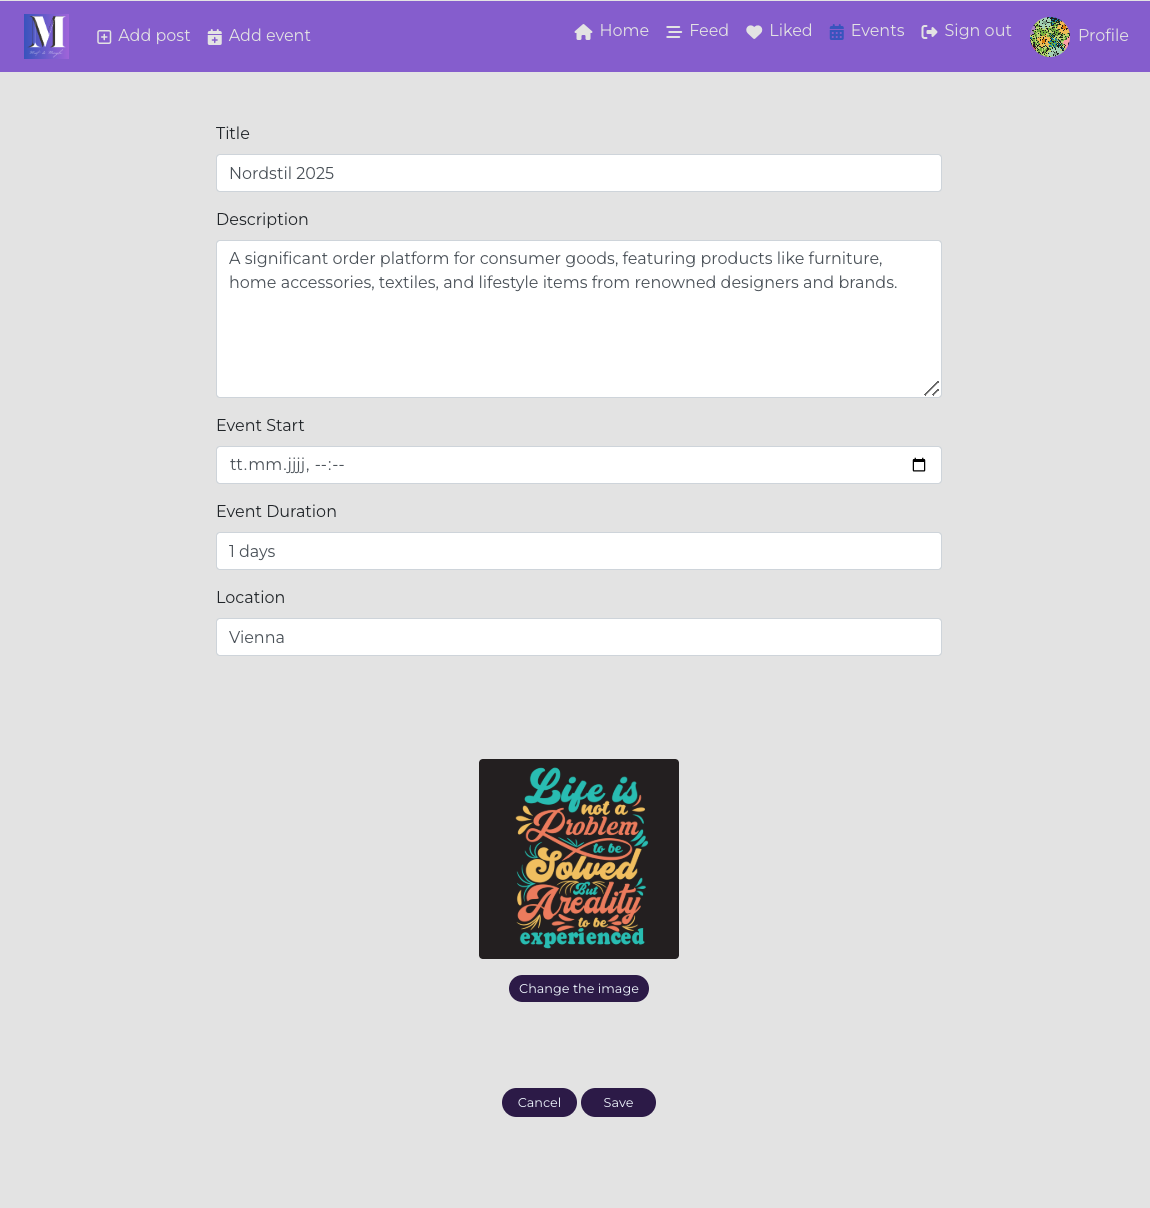 M
Add post
Add event
Home
Feed
Liked
Events
Sign out
Profile
Title
Nordstil 2025
Description
A significant order platform for consumer goods, featuring products like furniture,
home accessories, textiles, and lifestyle items from renowned designers and brands.
Event Start
tt.mm.jjjj, --:--
Event Duration
1 days
Location
Vienna
Life is
not a
Problem
to be
Solved
But
A reality
to be
experienced
Change the image
Cancel
Save